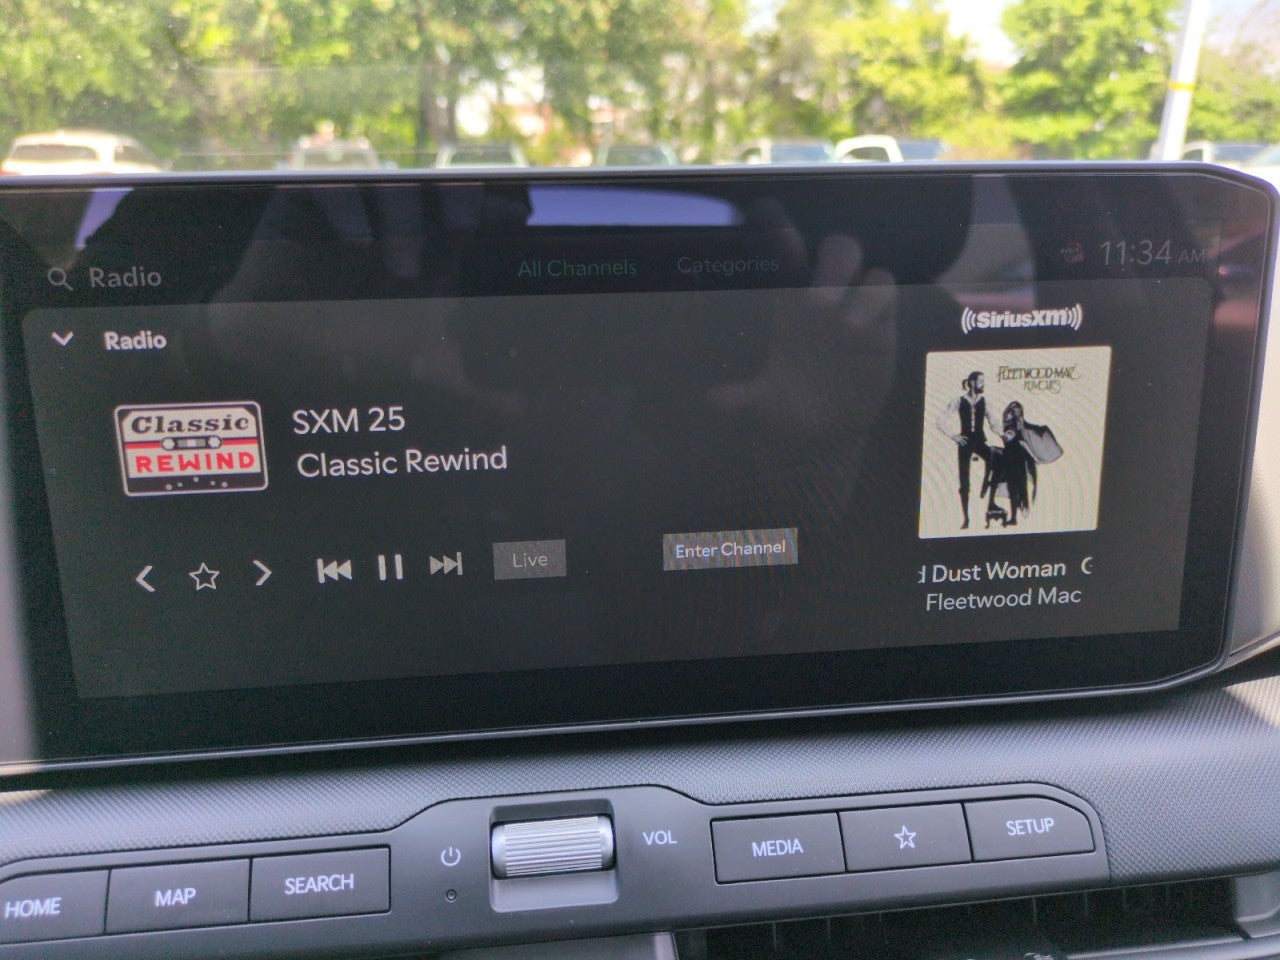 Radio
All Channels
Categories
11:34 AM
Radio
SiriusXM
Classic
REWIND
SXM 25
Classic Rewind
FLEETWOOD MAC
RUMOURS
Live
Enter Channel
d Dust Woman G
Fleetwood Mac
HOME
MAP
SEARCH
VOL
MEDIA
SETUP